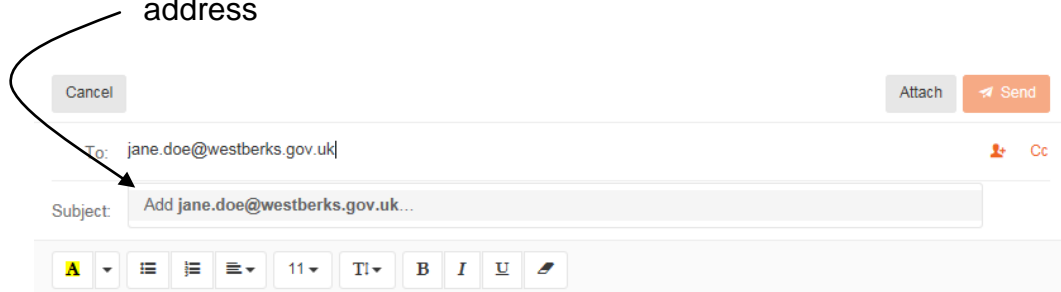 address
Cancel Attach Send
To: jane.doe@westberks.gov.uk Cc
Subject: Add jane.doe@westberks.gov.uk...
A 11 T B I U